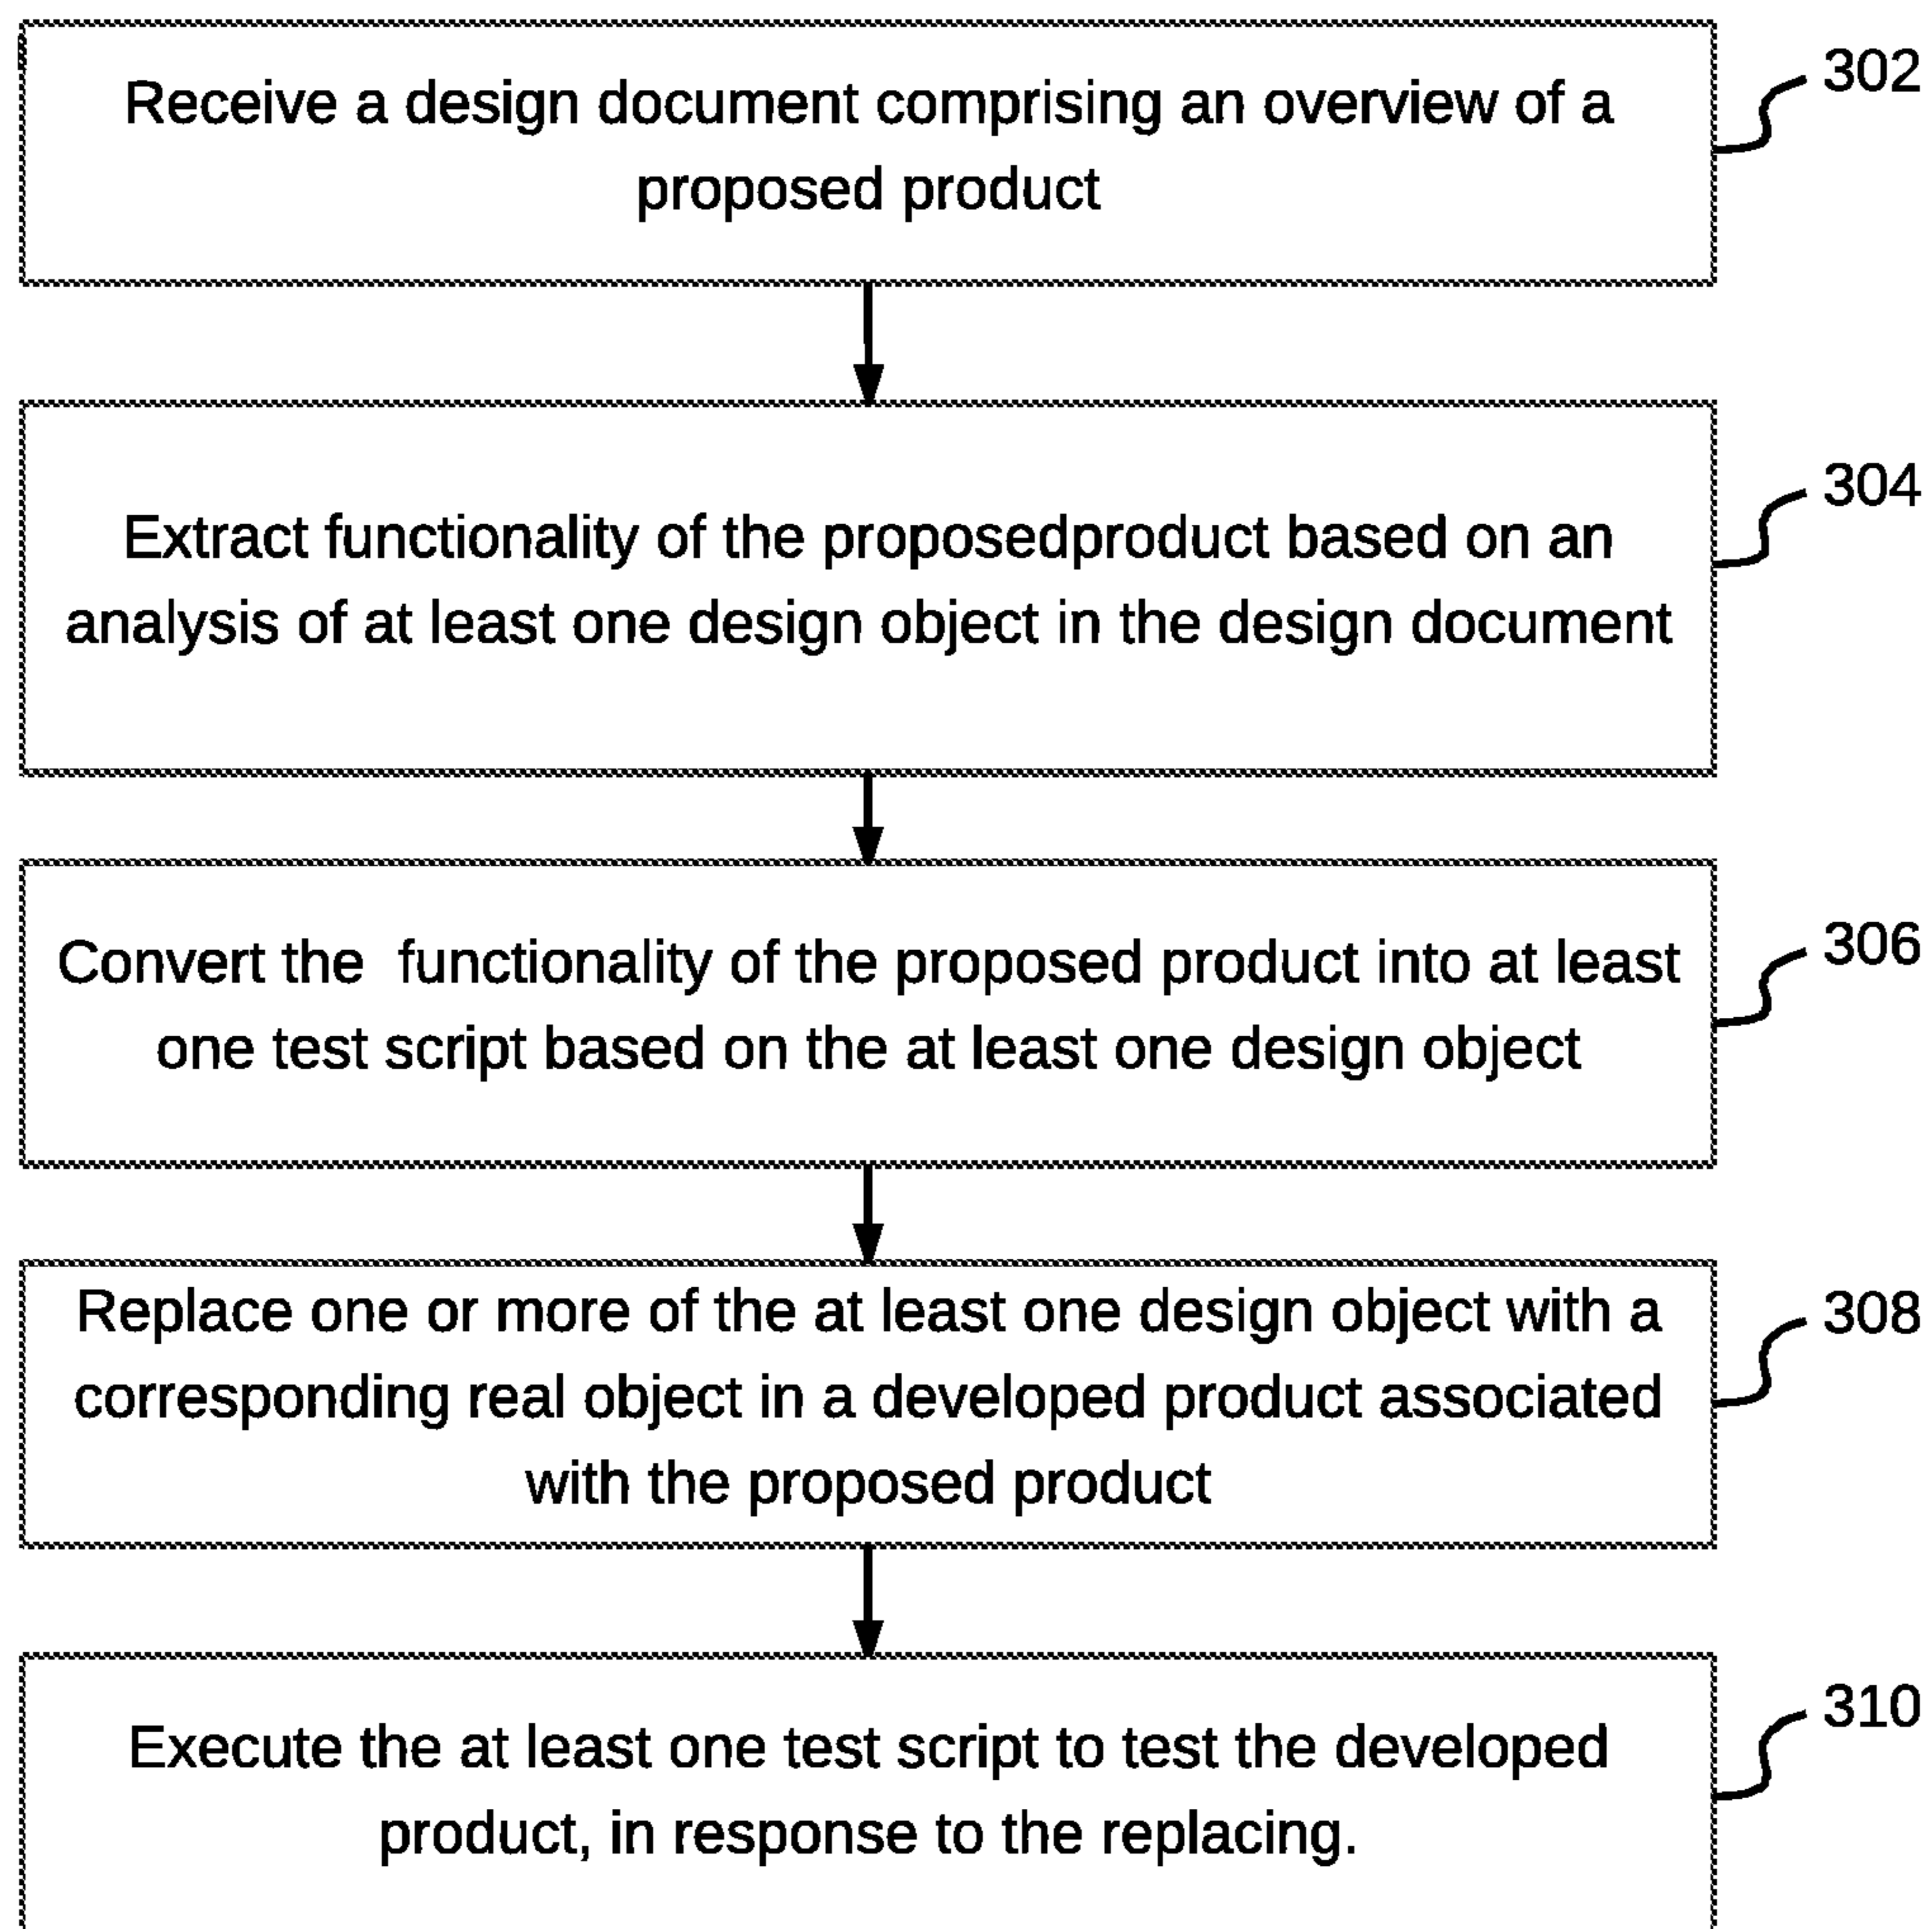 Receive a design document comprising an overview of a
proposed product
302
Extract functionality of the proposedproduct based on an
analysis of at least one design object in the design document
304
Convert the  functionality of the proposed product into at least
one test script based on the at least one design object
306
Replace one or more of the at least one design object with a
corresponding real object in a developed product associated
with the proposed product
308
Execute the at least one test script to test the developed
product, in response to the replacing.
310